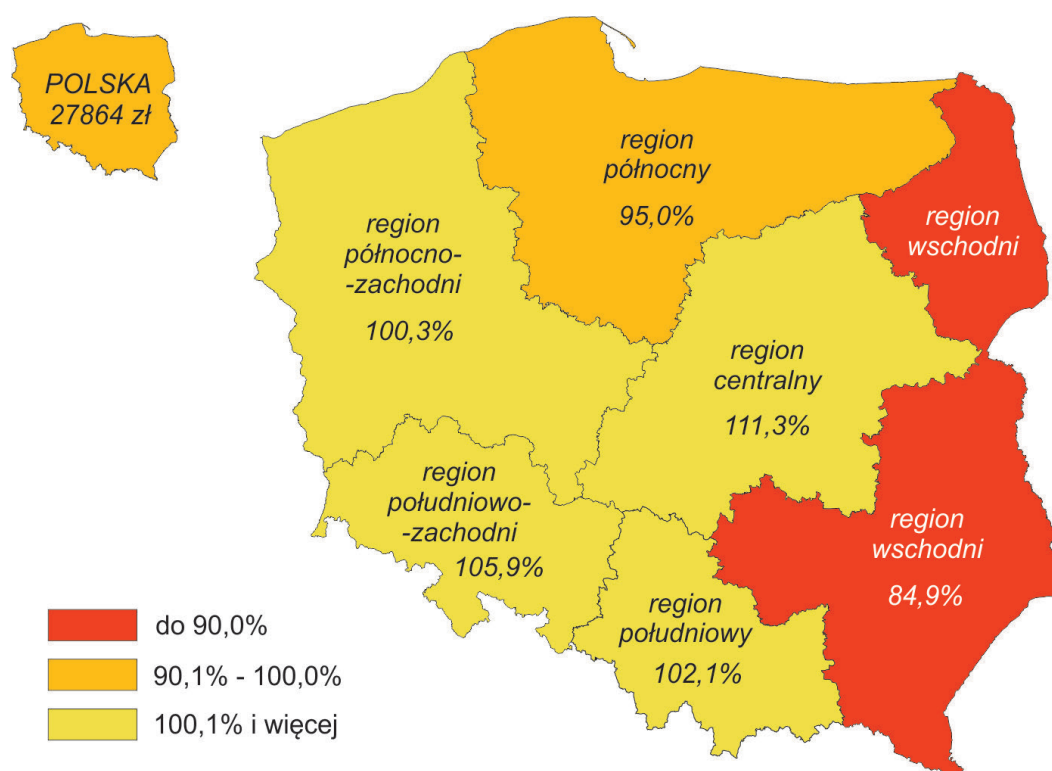 POLSKA
27864 zł
region
północny
95,0%
region
wschodni
region
północno-
-zachodni
100,3%
region
centralny
111,3%
region
południowo-
-zachodni
105,9%
region
wschodni
84,9%
region
południowy
102,1%
do 90,0%
90,1% - 100,0%
100,1% i więcej